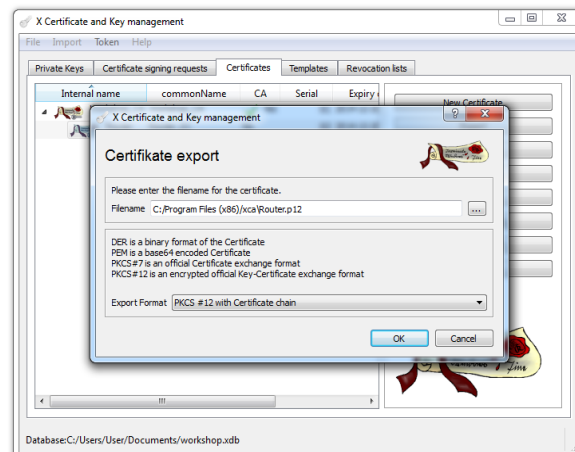 X Certificate and Key management
File Import Token Help
Private Keys Certificate signing requests Certificates Templates Revocation lists
Internal name commonName CA Serial Expiry
New Certificate
X Certificate and Key management
Certifikate export
Please enter the filename for the certificate.
Filename C:/Program Files (x86)/xca\Router.p12 ...
DER is a binary format of the Certificate
PEM is a base64 encoded Certificate
PKCS#7 is an official Certificate exchange format
PKCS#12 is an encrypted official Key-Certificate exchange format
Export Format PKCS #12 with Certificate chain
OK Cancel
Database:C:/Users/User/Documents/workshop.xdb